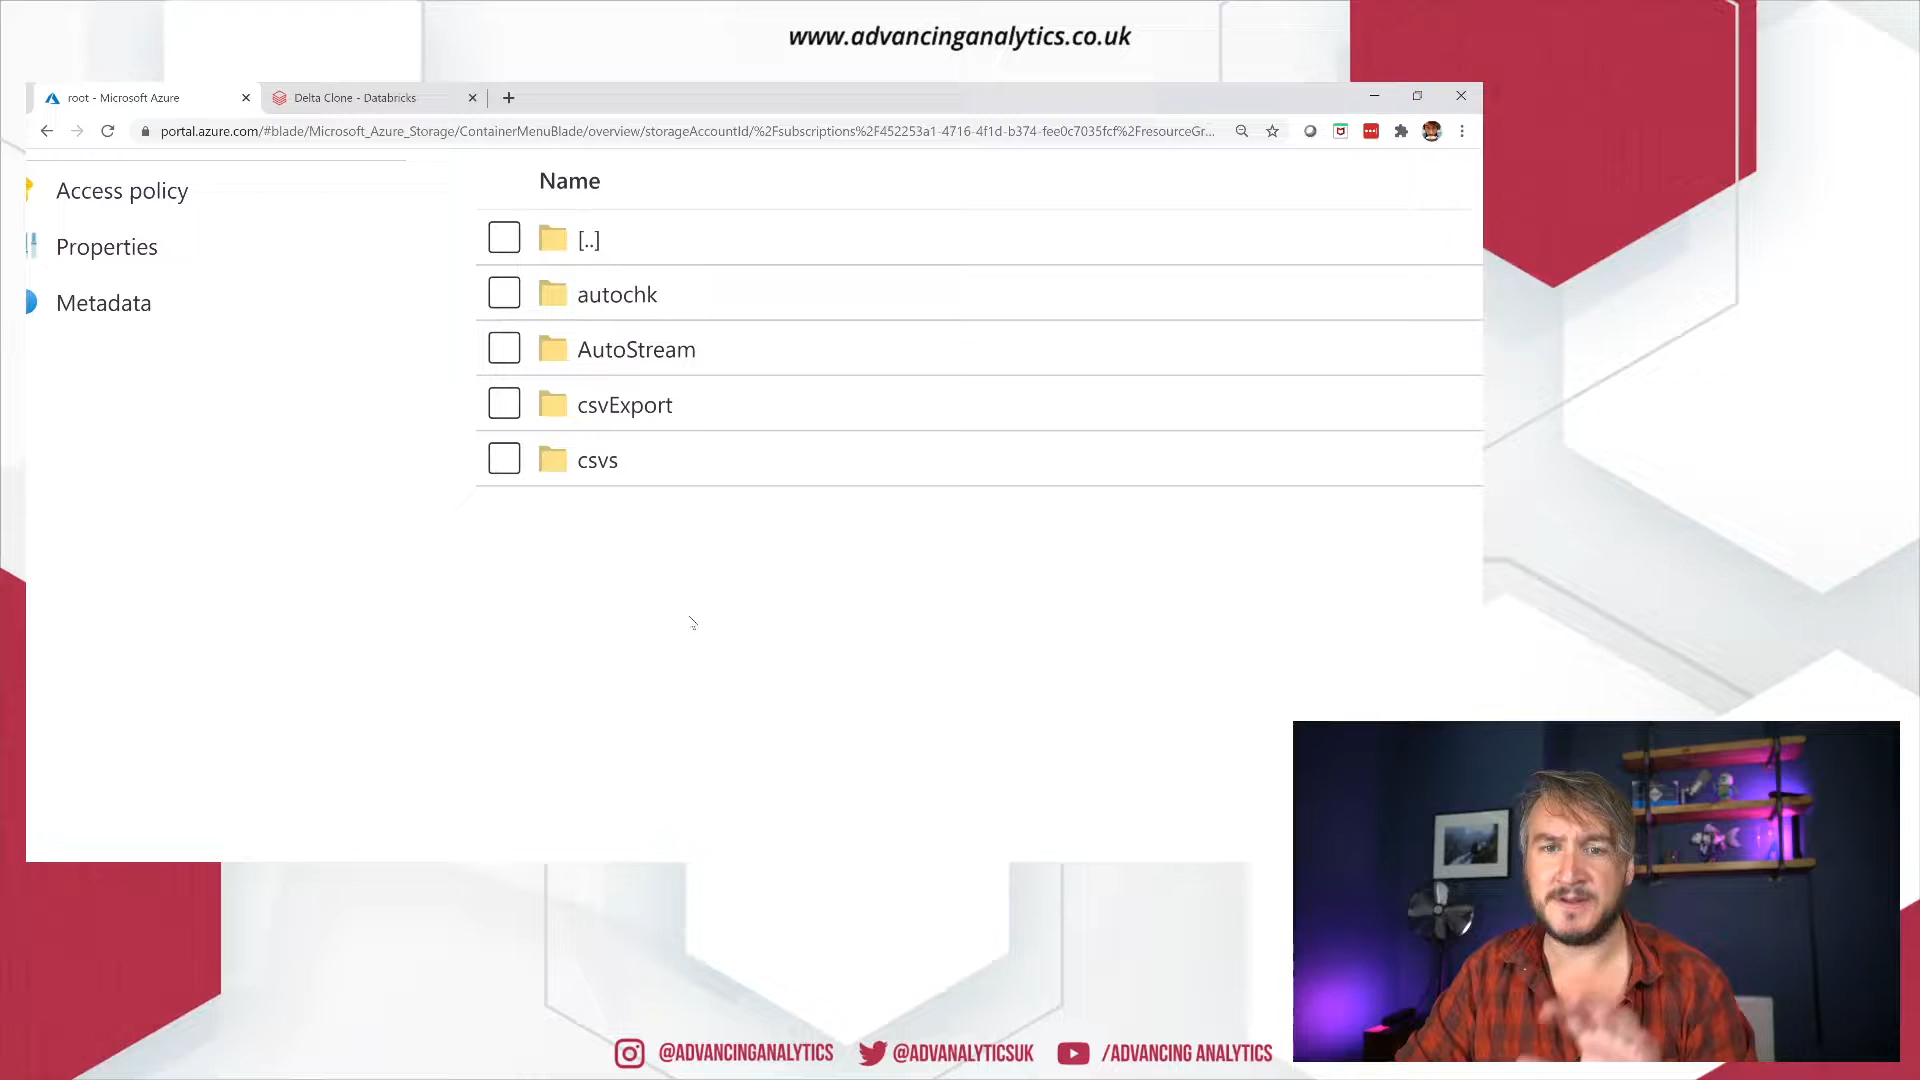 www.advancinganalytics.co.uk
root - Microsoft Azure
Delta Clone - Databricks
portal.azure.com/#blade/Microsoft_Azure_Storage/ContainerMenuBlade/overview/storageAccountId/%2Fsubscriptions%2F452253a1-4716-4f1d-b374-fee0c7035fcf%2FresourceGr...
Access policy
Properties
Metadata
Name
[..]
autochk
AutoStream
csvExport
csvs
@ADVANCINGANALYTICS
@ADVANALYTICSUK
/ADVANCING ANALYTICS